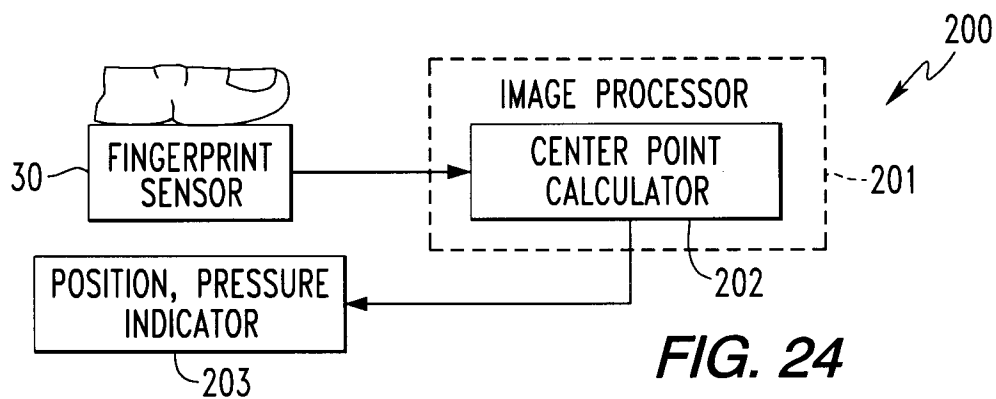 200
IMAGE PROCESSOR
30
FINGERPRINT
SENSOR
CENTER POINT
CALCULATOR
201
202
POSITION, PRESSURE
INDICATOR
203
FIG. 24